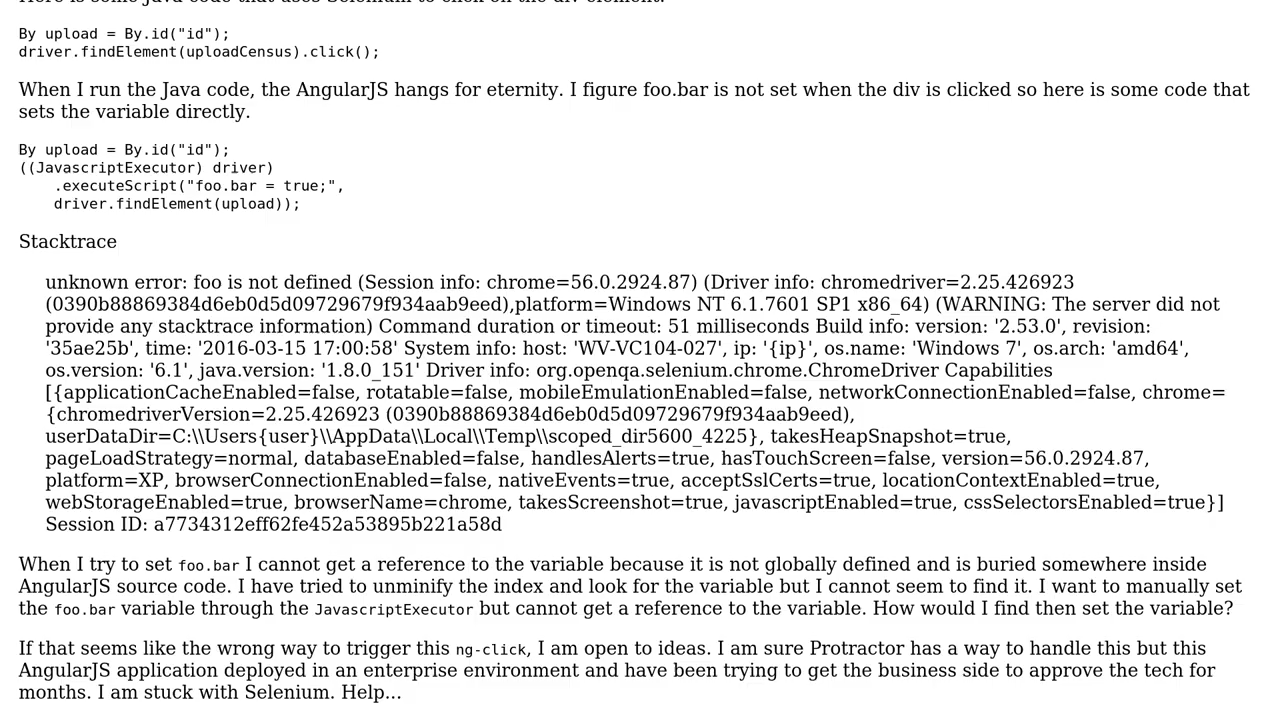 Here is some Java code that uses Selenium to click on the div element.
By upload = By.id("id");
driver.findElement(uploadCensus).click();
When I run the Java code, the AngularJS hangs for eternity. I figure foo.bar is not set when the div is clicked so here is some code that
sets the variable directly.
By upload = By.id("id");
((JavascriptExecutor) driver)
    .executeScript("foo.bar = true;",
    driver.findElement(upload));
Stacktrace
unknown error: foo is not defined (Session info: chrome=56.0.2924.87) (Driver info: chromedriver=2.25.426923
(0390b88869384d6eb0d5d09729679f934aab9eed),platform=Windows NT 6.1.7601 SP1 x86_64) (WARNING: The server did not
provide any stacktrace information) Command duration or timeout: 51 milliseconds Build info: version: '2.53.0', revision:
'35ae25b', time: '2016-03-15 17:00:58' System info: host: 'WV-VC104-027', ip: '{ip}', os.name: 'Windows 7', os.arch: 'amd64',
os.version: '6.1', java.version: '1.8.0_151' Driver info: org.openqa.selenium.chrome.ChromeDriver Capabilities
[{applicationCacheEnabled=false, rotatable=false, mobileEmulationEnabled=false, networkConnectionEnabled=false, chrome=
{chromedriverVersion=2.25.426923 (0390b88869384d6eb0d5d09729679f934aab9eed),
userDataDir=C:\\Users{user}\\AppData\\Local\\Temp\\scoped_dir5600_4225}, takesHeapSnapshot=true,
pageLoadStrategy=normal, databaseEnabled=false, handlesAlerts=true, hasTouchScreen=false, version=56.0.2924.87,
platform=XP, browserConnectionEnabled=false, nativeEvents=true, acceptSslCerts=true, locationContextEnabled=true,
webStorageEnabled=true, browserName=chrome, takesScreenshot=true, javascriptEnabled=true, cssSelectorsEnabled=true}]
Session ID: a7734312eff62fe452a53895b221a58d
When I try to set foo.bar I cannot get a reference to the variable because it is not globally defined and is buried somewhere inside
AngularJS source code. I have tried to unminify the index and look for the variable but I cannot seem to find it. I want to manually set
the foo.bar variable through the JavascriptExecutor but cannot get a reference to the variable. How would I find then set the variable?
If that seems like the wrong way to trigger this ng-click, I am open to ideas. I am sure Protractor has a way to handle this but this
AngularJS application deployed in an enterprise environment and have been trying to get the business side to approve the tech for
months. I am stuck with Selenium. Help...